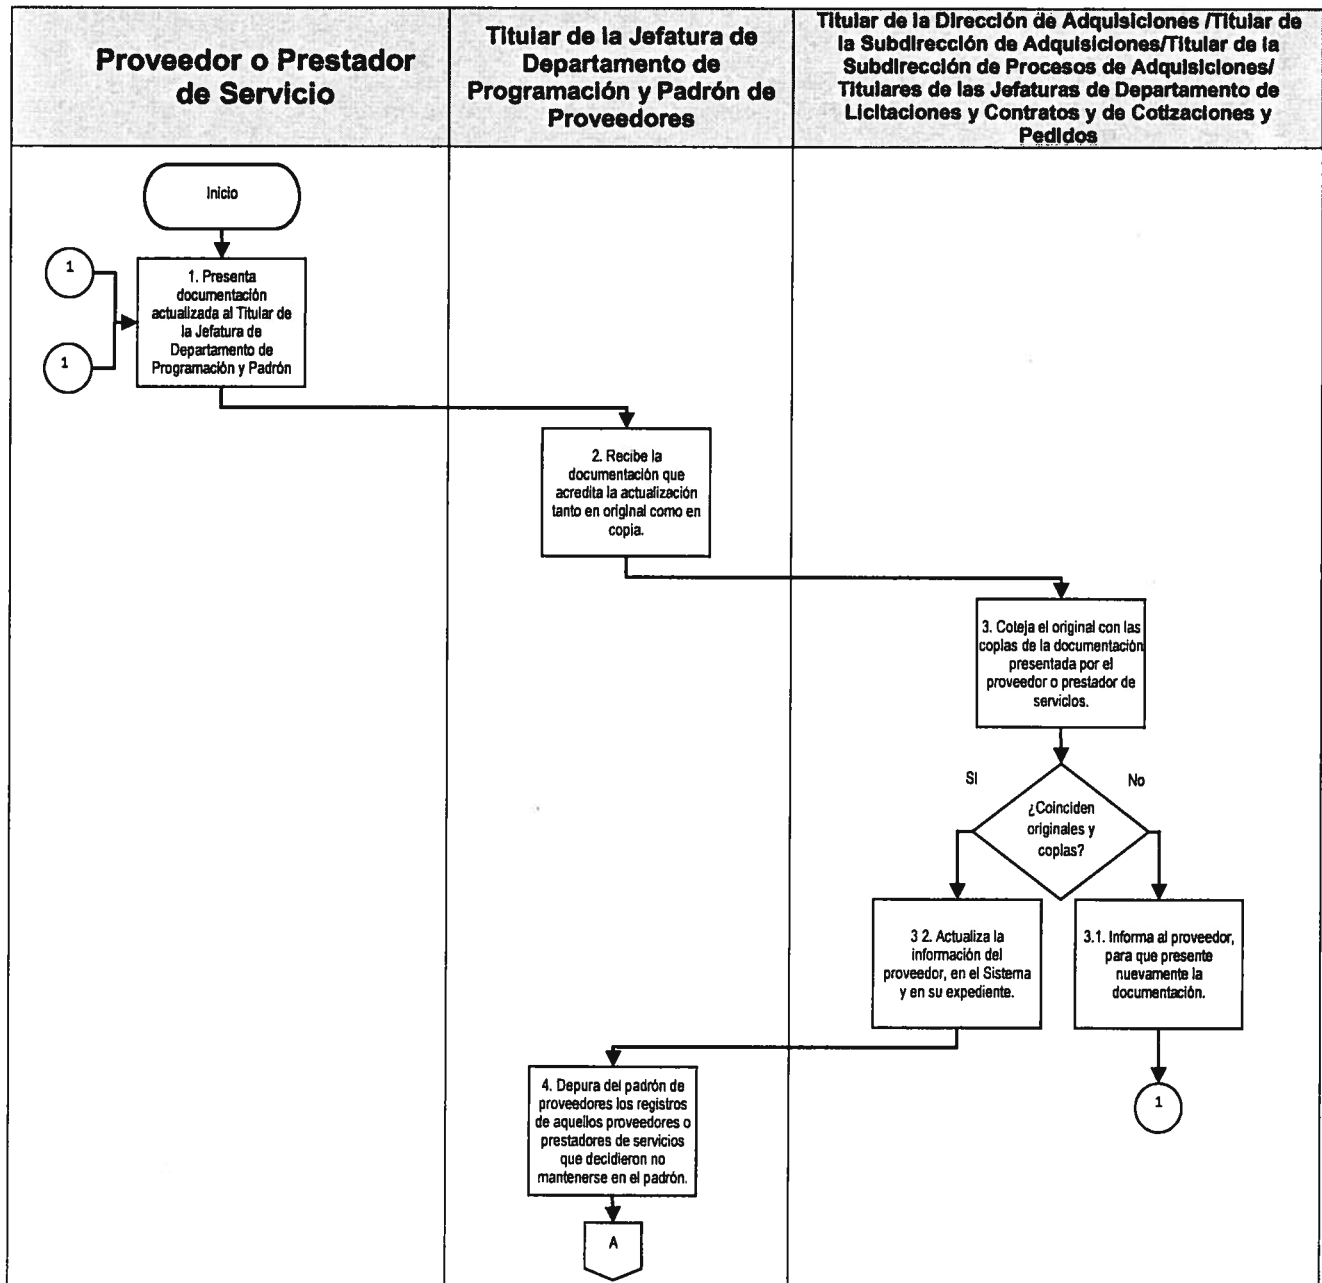 Proveedor o Prestador
de Servicio
Titular de la Jefatura de
Departamento de
Programación y Padrón de
Proveedores
Titular de la Dirección de Adquisiciones /Titular de
la Subdirección de Adquisiciones/Titular de la
Subdirección de Procesos de Adquisiciones/
Titulares de las Jefaturas de Departamento de
Licitaciones y Contratos y de Cotizaciones y
Pedidos
Inicio
1
1
1. Presenta
documentación
actualizada al Titular de
la Jefatura de
Departamento de
Programación y Padrón
2. Recibe la
documentación que
acredita la actualización
tanto en original como en
copia.
3. Coteja el original con las
copias de la documentación
presentada por el
proveedor o prestador de
servicios.
SI
No
¿Coinciden
originales y
copias?
3 2. Actualiza la
información del
proveedor, en el Sistema
y en su expediente.
3.1. Informa al proveedor,
para que presente
nuevamente la
documentación.
1
4. Depura del padrón de
proveedores los registros
de aquellos proveedores o
prestadores de servicios
que decidieron no
mantenerse en el padrón.
A